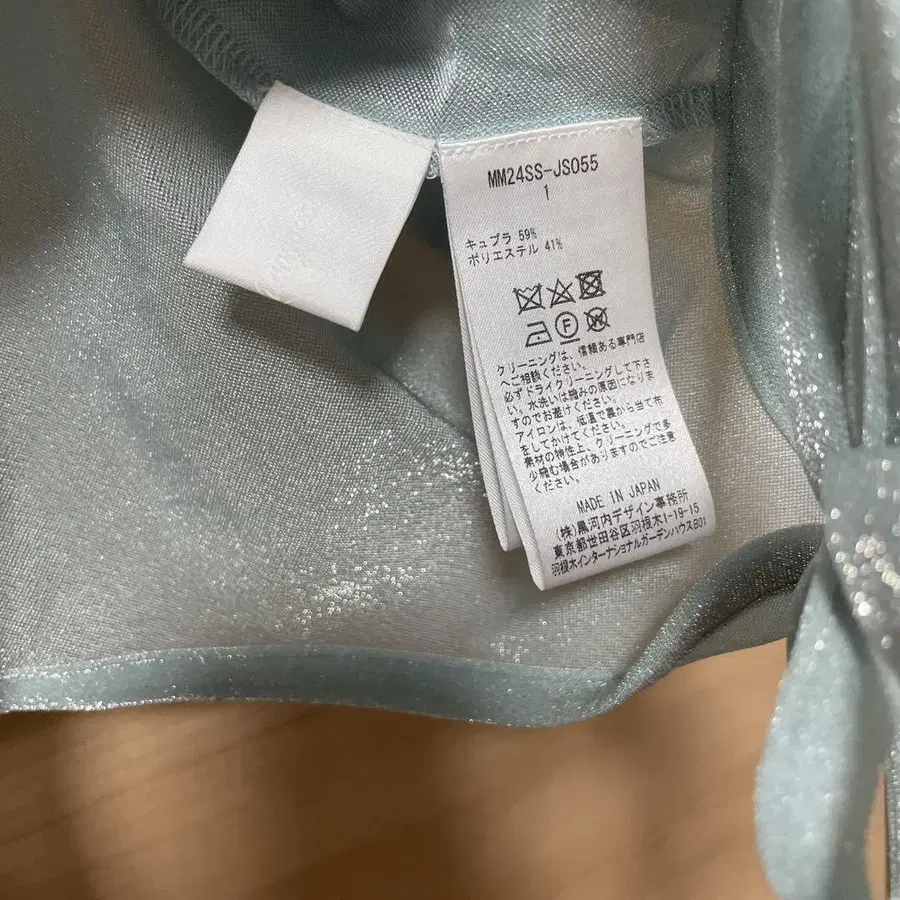 MM24SS-JS055
1
キュプラ 59%
ポリエステル 41%
クリーニングは、信頼ある専門店
へご相談ください。
必ずドライクリーニングして下さ
い。水洗いは縮みの原因になりま
すのでお避けください。
アイロンは、低温で裏から当て布
をしてかけてください。
素材の特性上、クリーニングで多
少縮む場合がありますのでご注意
ください。
MADE IN JAPAN
(株)黒河内デザイン事務所
東京都世田谷区羽根木1-19-15
羽根木インターナショナルガーデンハウスB01